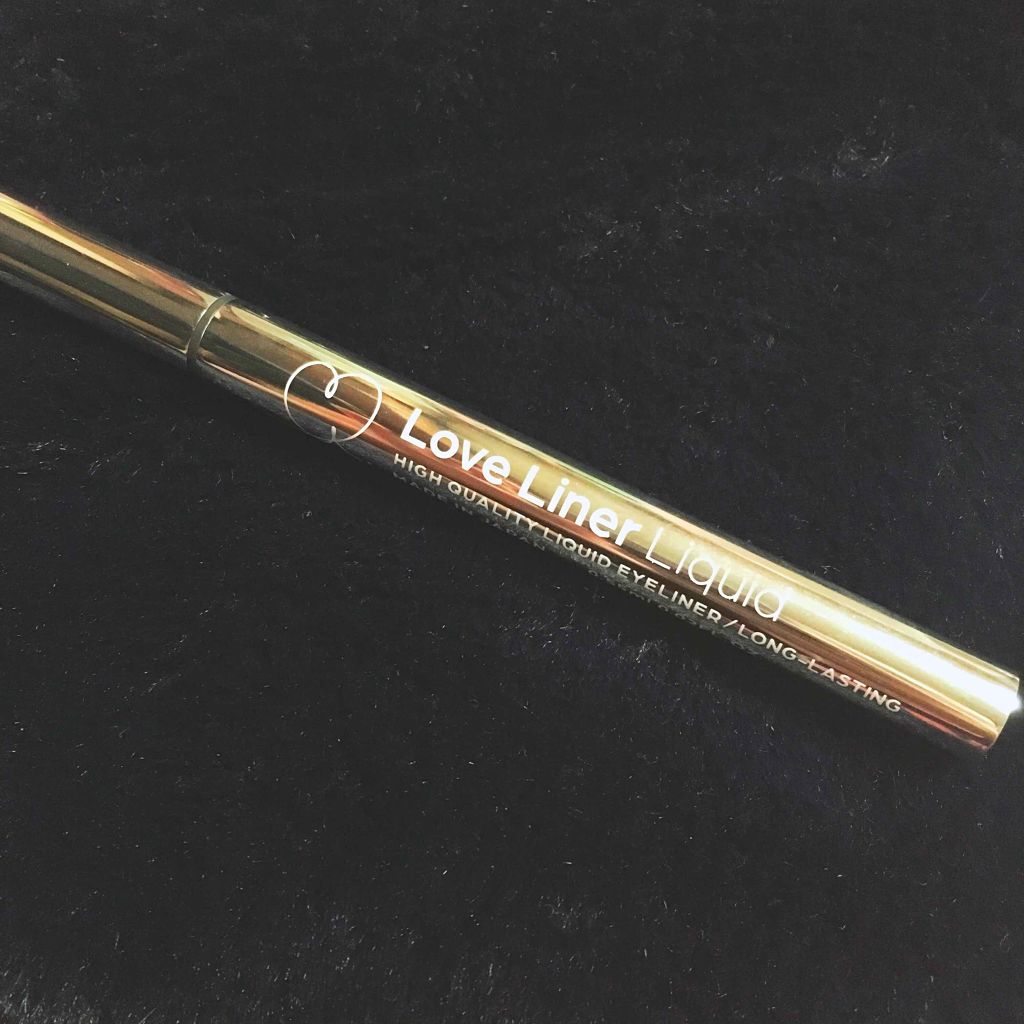 Love Liner Liquid
HIGH QUALITY LIQUID EYELINER/LONG-LASTING